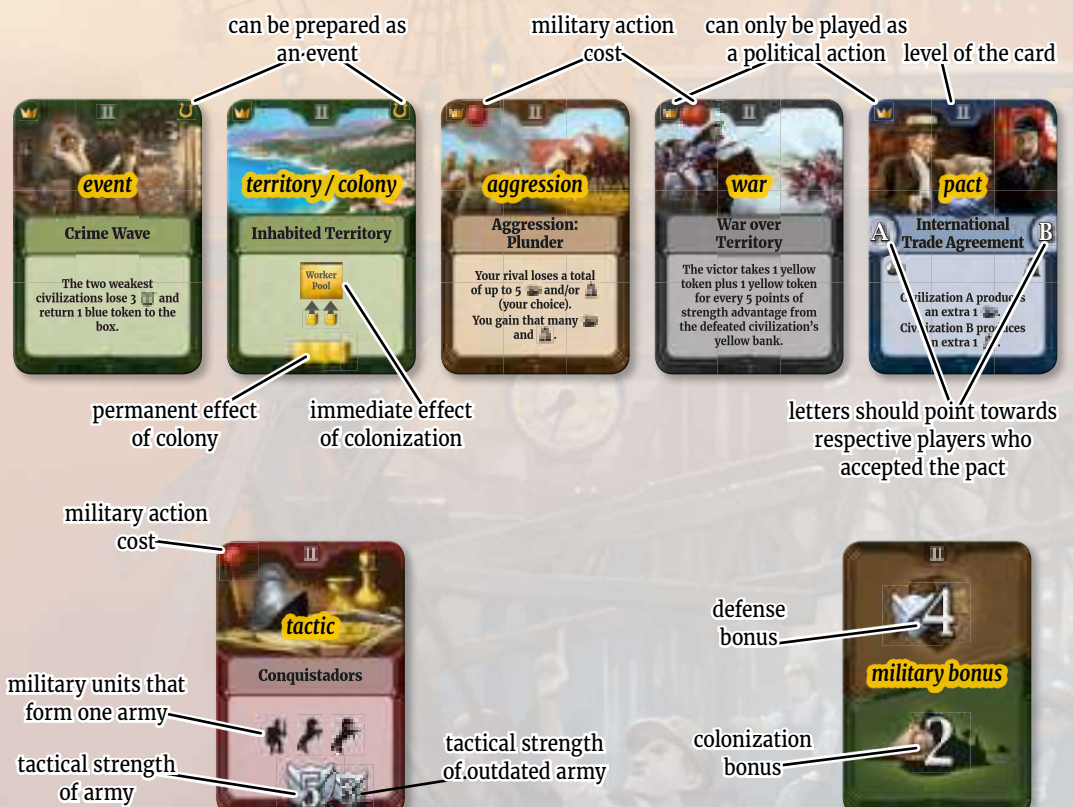 can be prepared as
an event
military action
cost
can only be played as
a political action
level of the card
II
event
Crime Wave
The two weakest
civilizations lose 3 and
return 1 blue token to the
box.
II
territory / colony
Inhabited Territory
Worker
Pool
II
aggression
Aggression:
Plunder
Your rival loses a total
of up to 5 and/or
(your choice).
You gain that many
and .
II
war
War over
Territory
The victor takes 1 yellow
token plus 1 yellow token
for every 5 points of
strength advantage from
the defeated civilization's
yellow bank.
II
pact
A
International
Trade Agreement
B
Civilization A produces
an extra 1 .
Civilization B produces
an extra 1 .
permanent effect
of colony
immediate effect
of colonization
letters should point towards
respective players who
accepted the pact
military action
cost
II
tactic
Conquistadors
military units that
form one army
tactical strength
of army
5
3
tactical strength
of outdated army
II
defense
bonus
4
military bonus
colonization
bonus
2